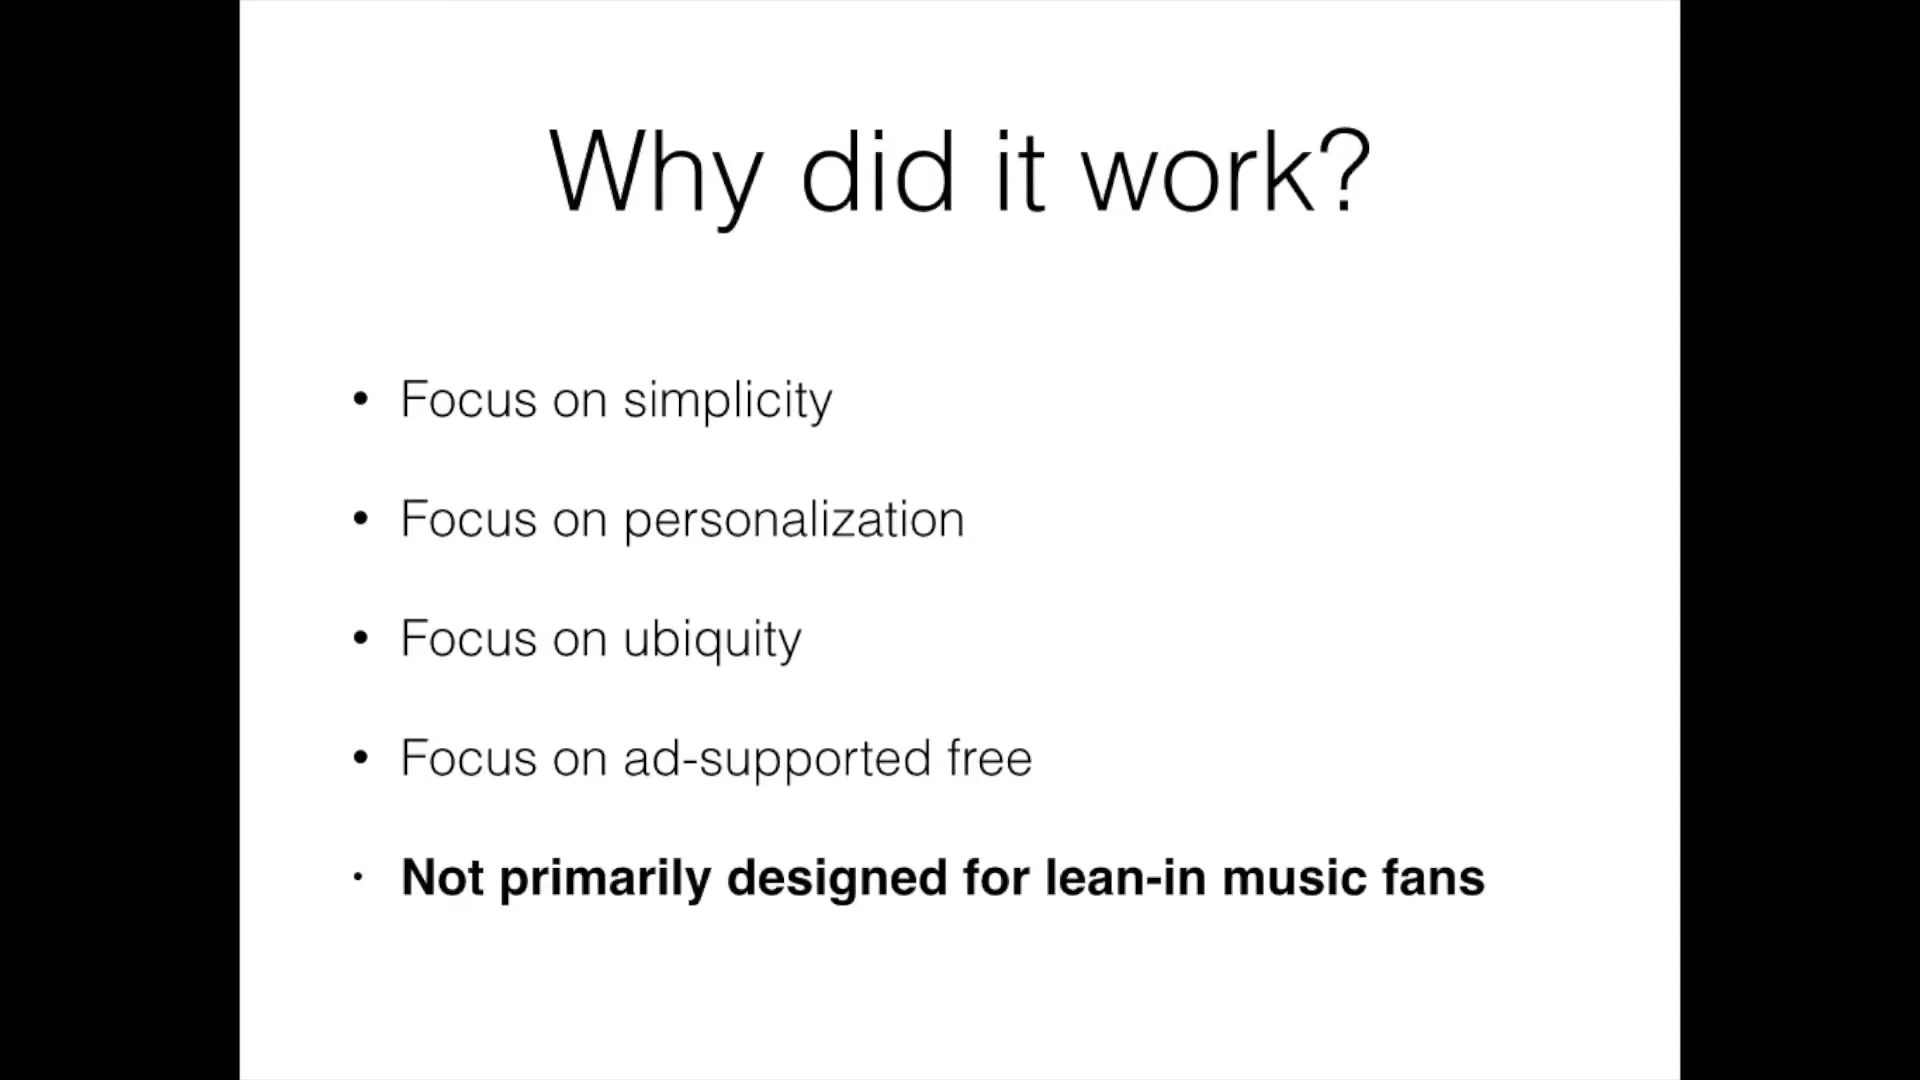 Why did it work?
• Focus on simplicity
• Focus on personalization
• Focus on ubiquity
• Focus on ad-supported free
• Not primarily designed for lean-in music fans